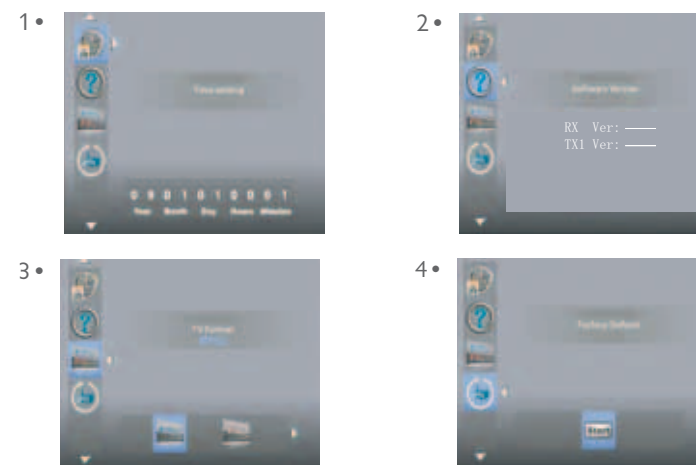 1•
Time setting
0 9 0 1 0 1 0 0 0 1
Year Month Day Hours Minutes
2•
Software Version
RX Ver:
TX1 Ver:
3•
TV System
4•
Factory Default
Start